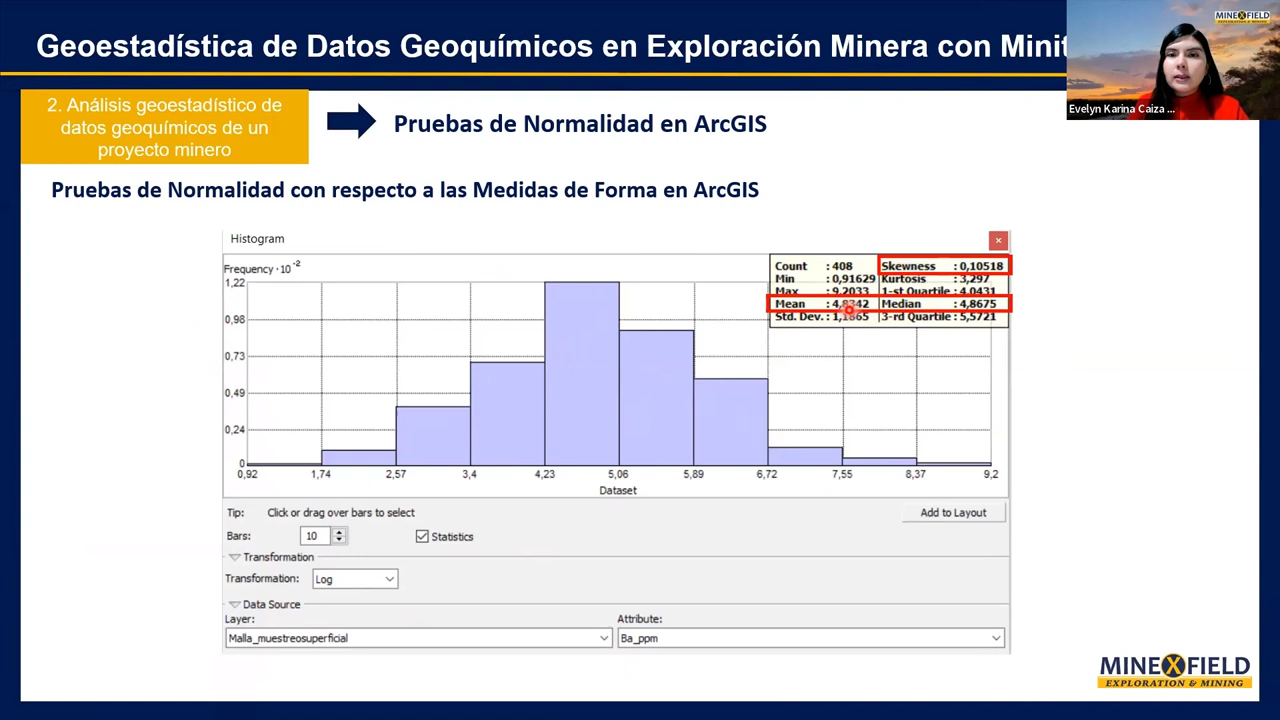 Geoestadística de Datos Geoquímicos en Exploración Minera con Minit
MINEXFIELD
EXPLORATION & MINING
Evelyn Karina Caiza ...
2. Análisis geoestadístico de
datos geoquímicos de un
proyecto minero
Pruebas de Normalidad en ArcGIS
Pruebas de Normalidad con respecto a las Medidas de Forma en ArcGIS
Histogram
Frequency · 10 -2
Count : 408 Skewness : 0,10518
Min : 0,91629 Kurtosis : 3,297
Max : 9,2033 1-st Quartile : 4,0431
Mean : 4,8342 Median : 4,8675
Std. Dev. : 1,1865 3-rd Quartile : 5,5721
1,22
0,98
0,73
0,49
0,24
0
0,92 1,74 2,57 3,4 4,23 5,06 5,89 6,72 7,55 8,37 9,2
Dataset
Tip: Click or drag over bars to select Add to Layout
Bars: 10 Statistics
Transformation
Transformation: Log
Data Source
Layer: Attribute:
Malla_muestreosuperficial Ba_ppm
MINEXFIELD
EXPLORATION & MINING